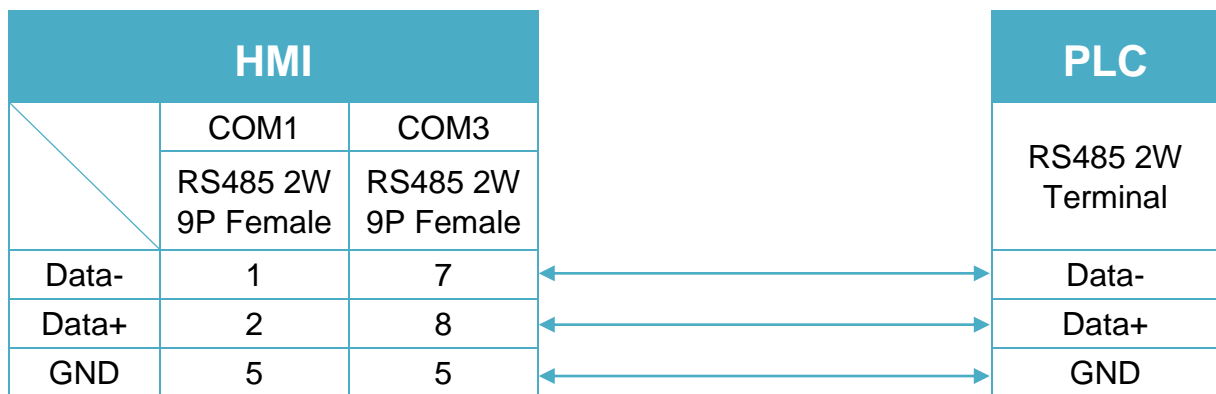 HMI PLC
COM1 COM3
RS485 2W RS485 2W RS485 2W
9P Female 9P Female Terminal
Data- 1 7 Data-
Data+ 2 8 Data+
GND 5 5 GND